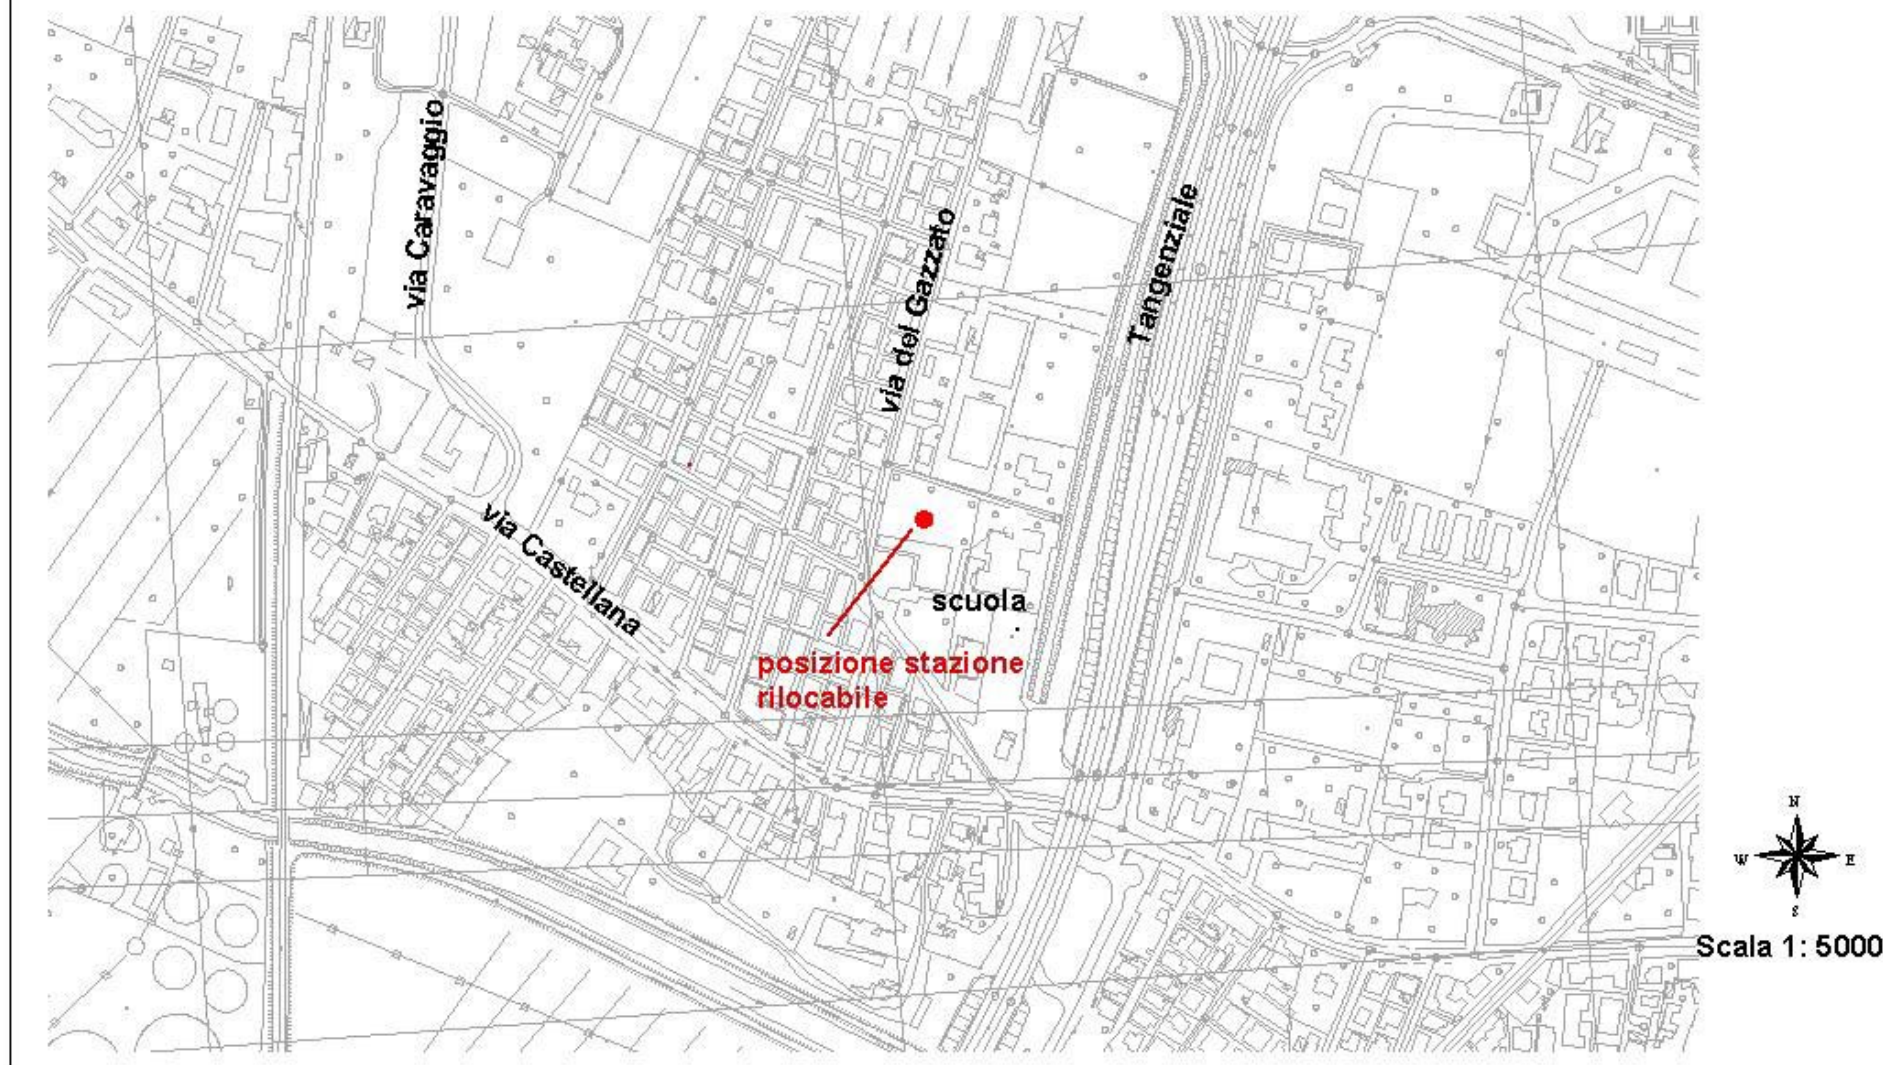 via Caravaggio
via del Gazzato
Tangenziale
via Castellana
scuola
posizione stazione
rilocabile
N
W
E
S
Scala 1: 5000